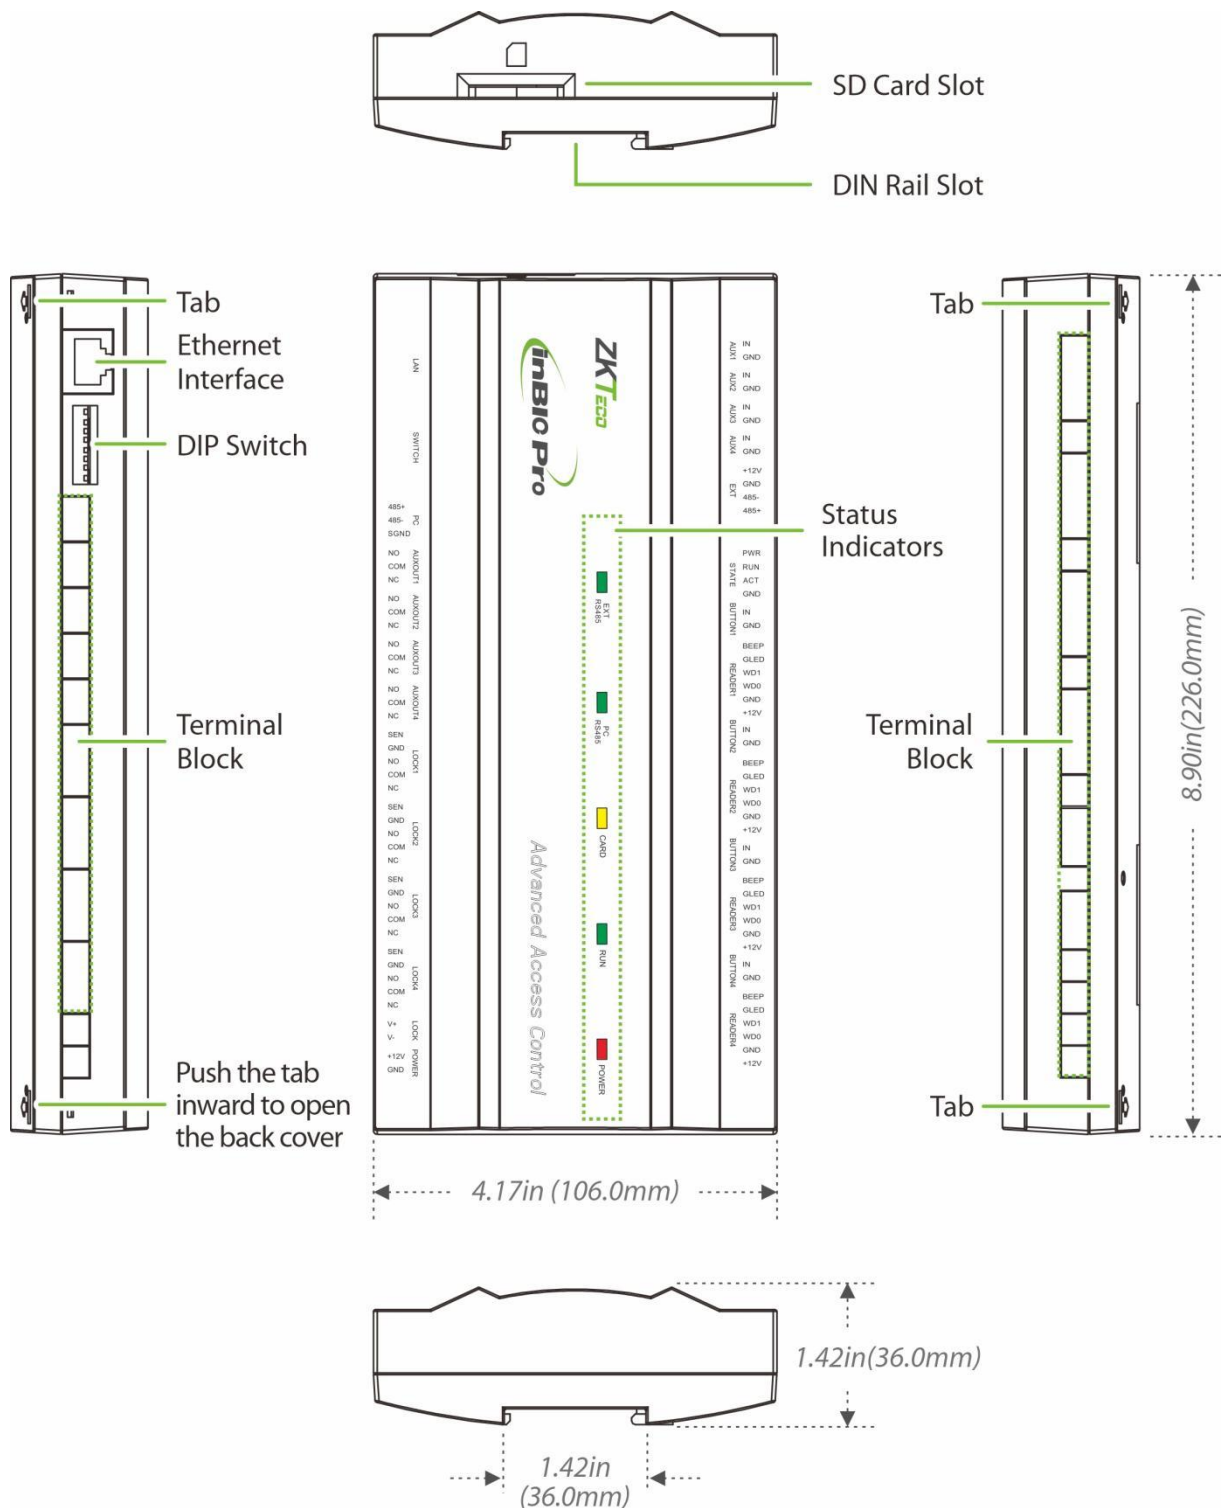 SD Card Slot
DIN Rail Slot
Tab
Ethernet
Interface
DIP Switch
Terminal
Block
Push the tab
inward to open
the back cover
LAN
SWITCH
485+
485-
SGND
PC
NO
COM
NC
AUXOUT1
NO
COM
NC
AUXOUT2
NO
COM
NC
AUXOUT3
NO
COM
NC
AUXOUT4
SEN
GND
NO
COM
NC
LOCK1
SEN
GND
NO
COM
NC
LOCK2
SEN
GND
NO
COM
NC
LOCK3
SEN
GND
NO
COM
NC
LOCK4
V+
V-
LOCK
+12V
GND
POWER
ZKTECO
inBIO Pro
Advanced Access Control
EXT
RS485
PC
RS485
CARD
RUN
POWER
AUX1
IN
GND
AUX2
IN
GND
AUX3
IN
GND
AUX4
IN
GND
EXT
+12V
GND
485-
485+
STATE
PWR
RUN
ACT
GND
BUTTON1
IN
GND
READER1
BEEP
GLED
WD1
WD0
GND
+12V
BUTTON2
IN
GND
READER2
BEEP
GLED
WD1
WD0
GND
+12V
BUTTON3
IN
GND
READER3
BEEP
GLED
WD1
WD0
GND
+12V
BUTTON4
IN
GND
READER4
BEEP
GLED
WD1
WD0
GND
+12V
Status
Indicators
Tab
Terminal
Block
Tab
8.90in(226.0mm)
4.17in (106.0mm)
1.42in(36.0mm)
1.42in
(36.0mm)